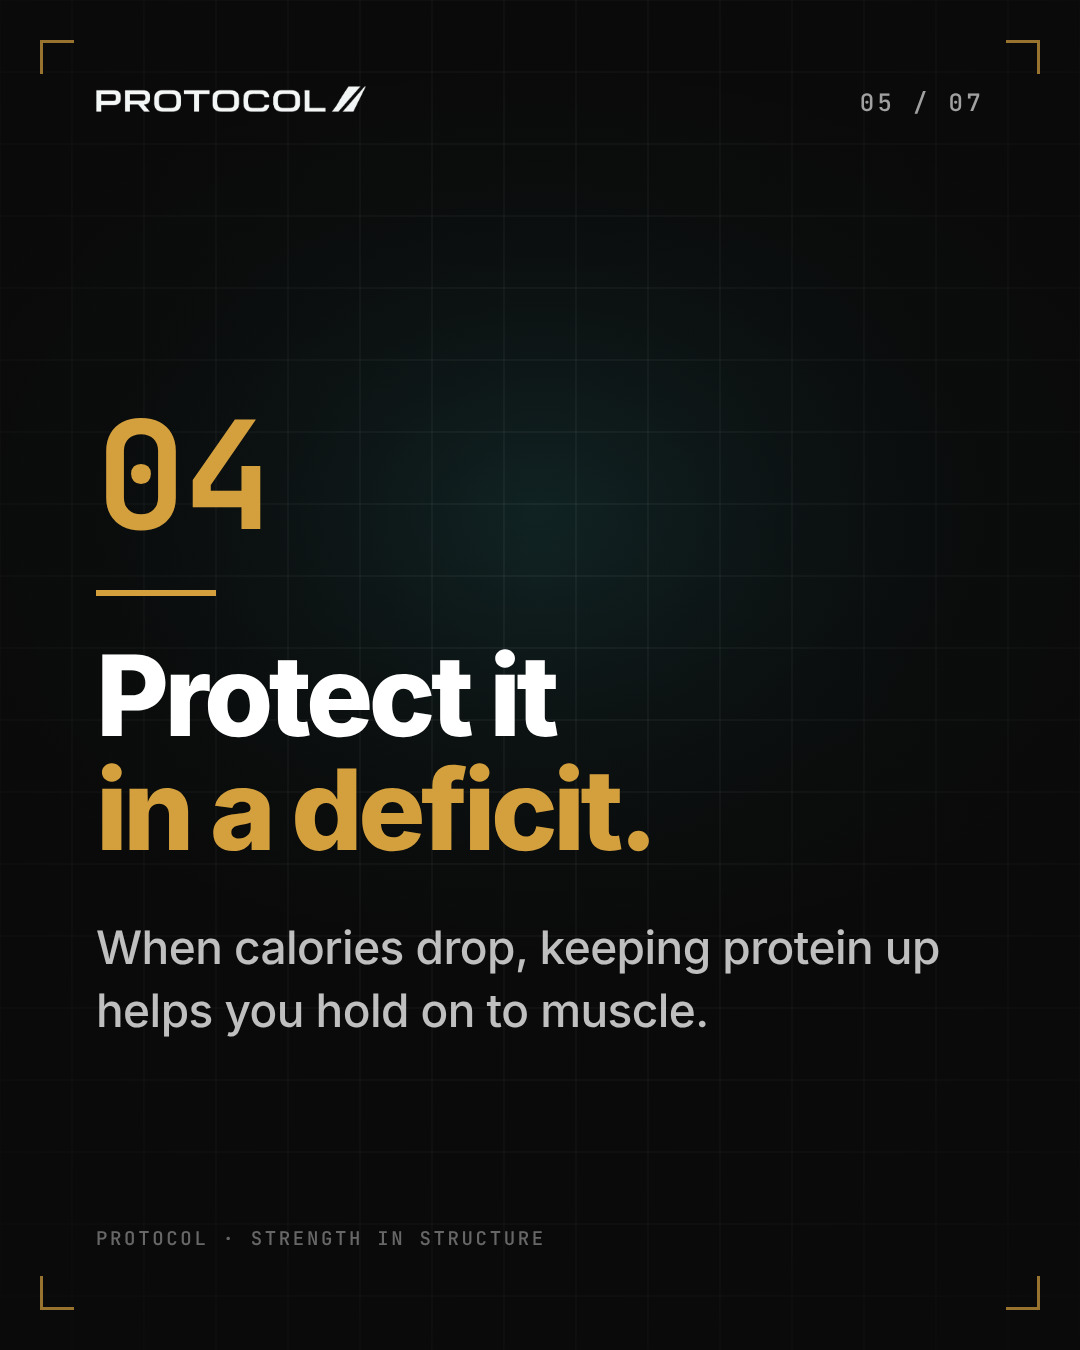 PROTOCOL
05 / 07
04
Protect it
in a deficit.
When calories drop, keeping protein up
helps you hold on to muscle.
PROTOCOL · STRENGTH IN STRUCTURE